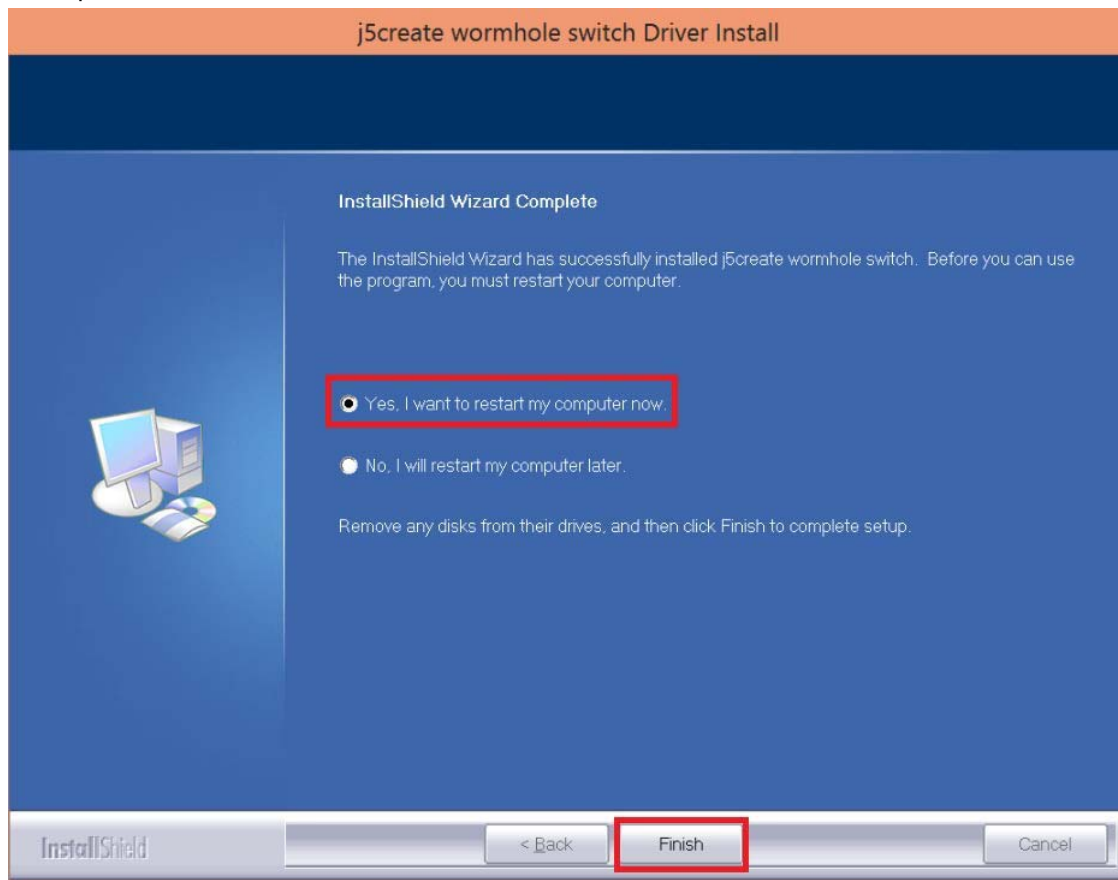 j5create wormhole switch Driver Install
InstallShield Wizard Complete
The InstallShield Wizard has successfully installed j5create wormhole switch. Before you can use
the program, you must restart your computer.
Yes, I want to restart my computer now.
No, I will restart my computer later.
Remove any disks from their drives, and then click Finish to complete setup.
InstallShield
< Back
Finish
Cancel